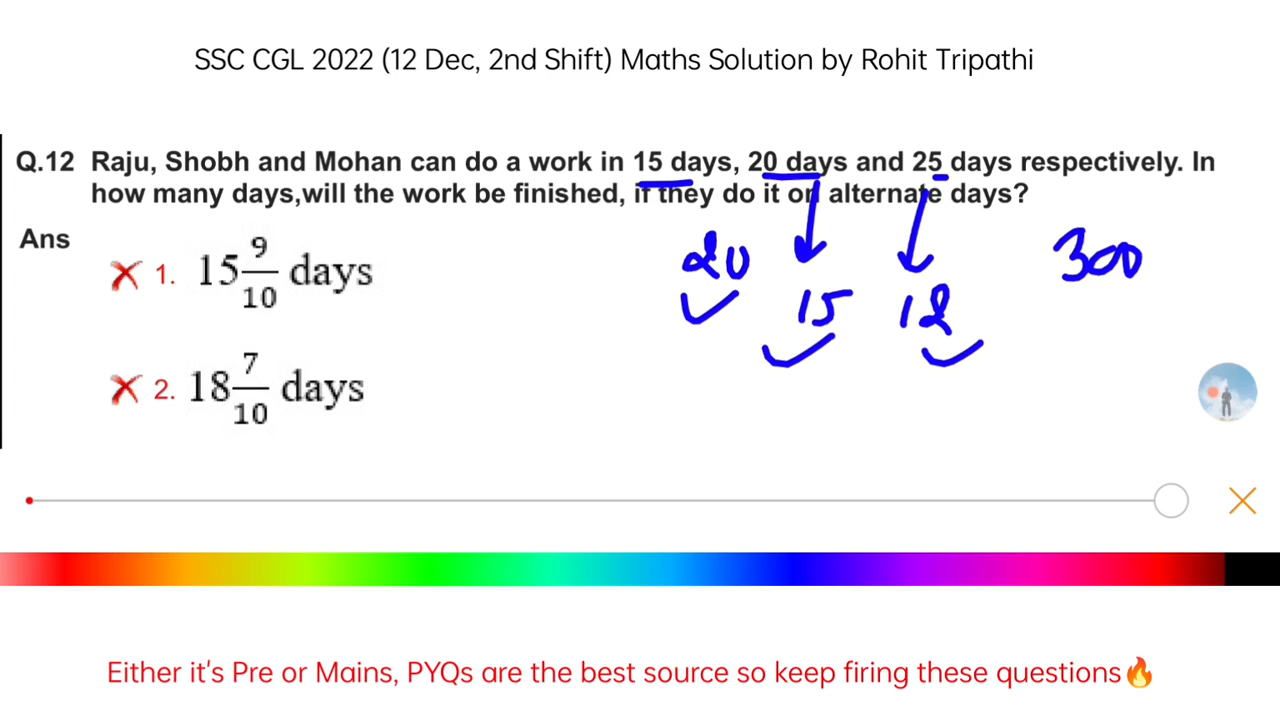 SSC CGL 2022 (12 Dec, 2nd Shift) Maths Solution by Rohit Tripathi
Q.12 Raju, Shobh and Mohan can do a work in 15 days, 20 days and 25 days respectively. In
how many days,will the work be finished, if they do it on alternate days?
Ans
1. 15 9/10 days
20
300
15 12
2. 18 7/10 days
Either it's Pre or Mains, PYQs are the best source so keep firing these questions🔥